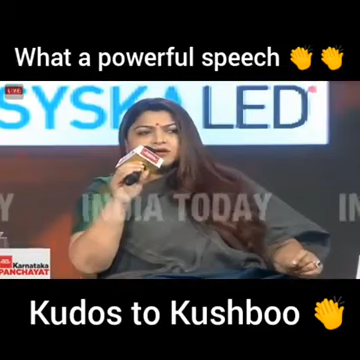 What a powerful speech 👏 👏
LIVE
SYSKA LED
INDIA TODAY
Karnataka
PANCHAYAT
Kudos to Kushboo 👏